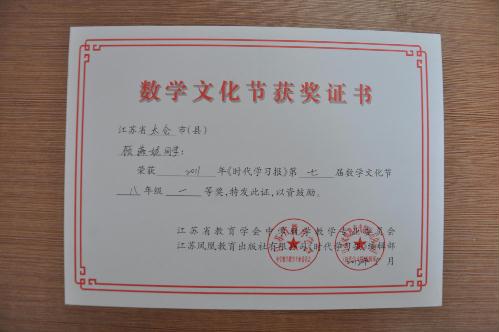 数学文化节获奖证书
江苏省太仓市(县)
同学:
荣获2011年《时代学习报》第七届数学文化节
八年级一等奖,特发此证,以资鼓励。
江苏省教育学会中学数学教学专业委员会
江苏凤凰教育出版社有限公司《时代学习报》编辑部
月